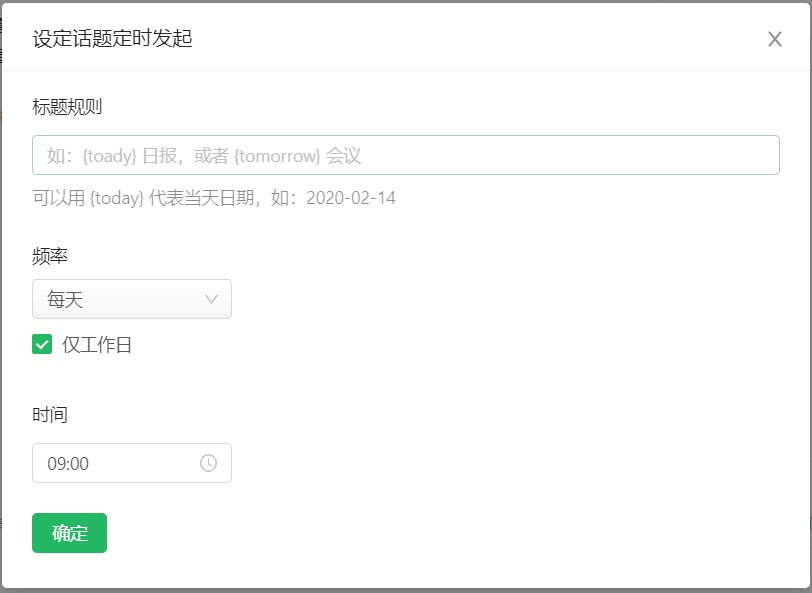 设定话题定时发起
标题规则
如：{toady} 日报，或者 {tomorrow} 会议
可以用 {today} 代表当天日期，如：2020-02-14
频率
每天
仅工作日
时间
09:00
确定